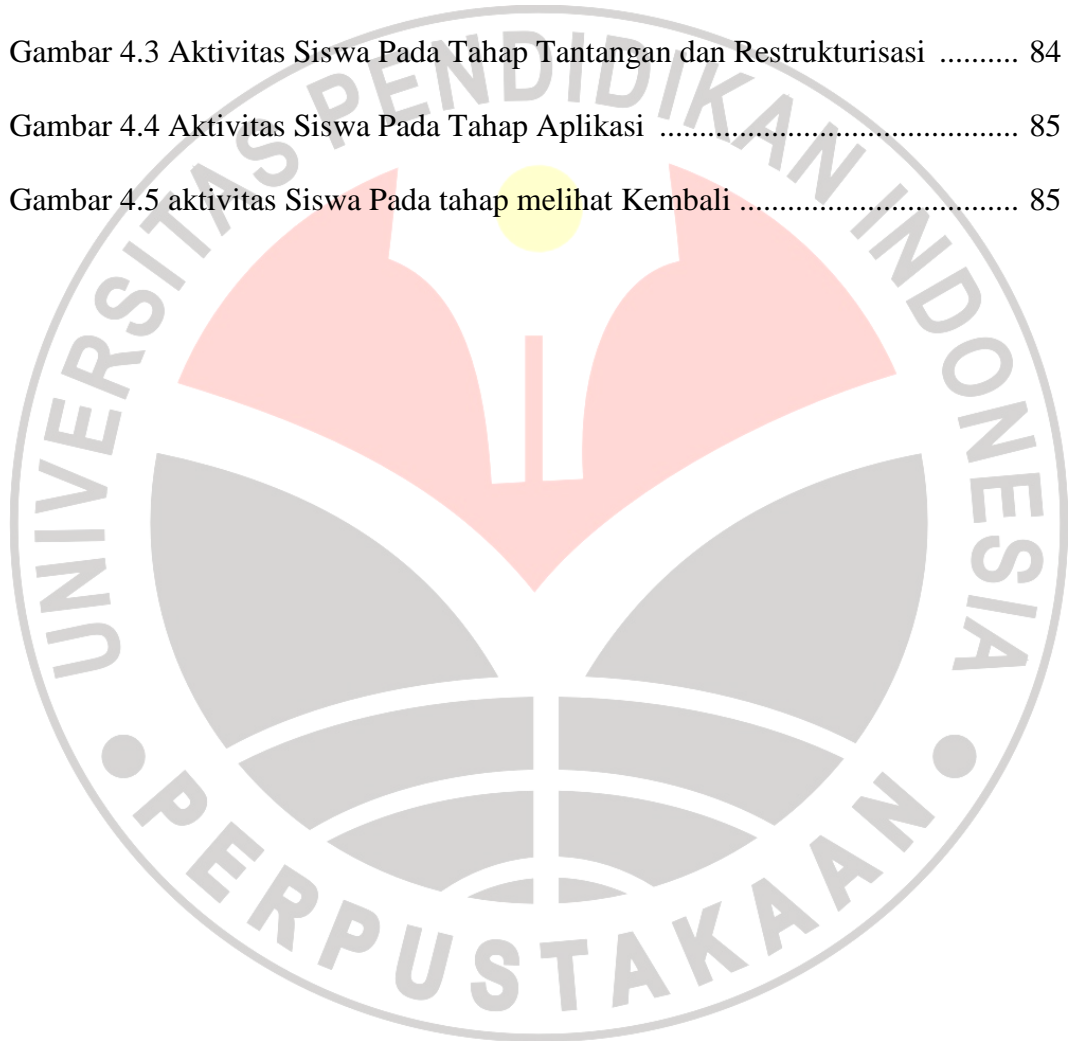 Gambar 4.3 Aktivitas Siswa Pada Tahap Tantangan dan Restrukturisasi .......... 84
Gambar 4.4 Aktivitas Siswa Pada Tahap Aplikasi ........................................... 85
Gambar 4.5 aktivitas Siswa Pada tahap melihat Kembali ................................. 85
UNIVERSITAS PENDIDIKAN INDONESIA
PERPUSTAKAAN